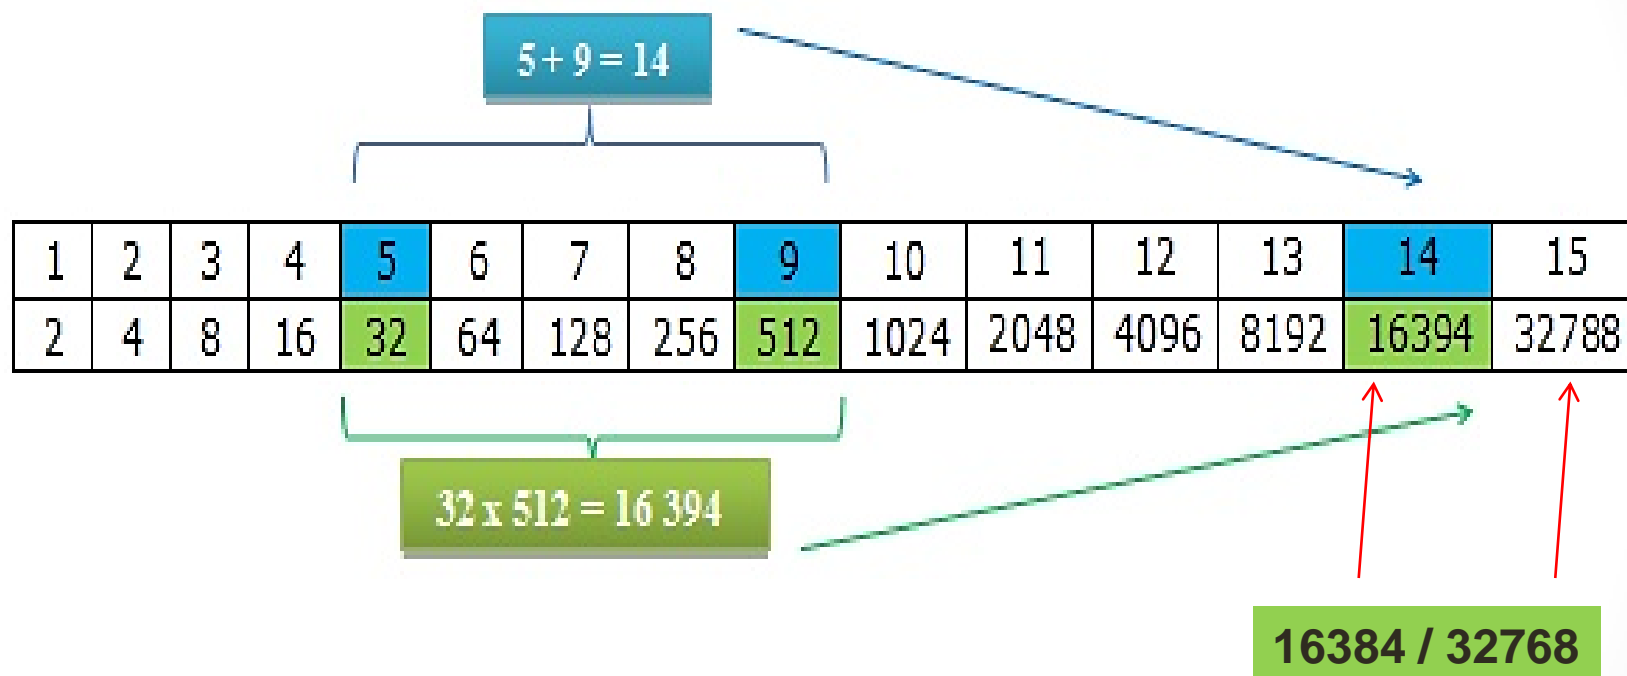 5 + 9 = 14
1 2 3 4 5 6 7 8 9 10 11 12 13 14 15
2 4 8 16 32 64 128 256 512 1024 2048 4096 8192 16394 32788
32 x 512 = 16 394
16384 / 32768